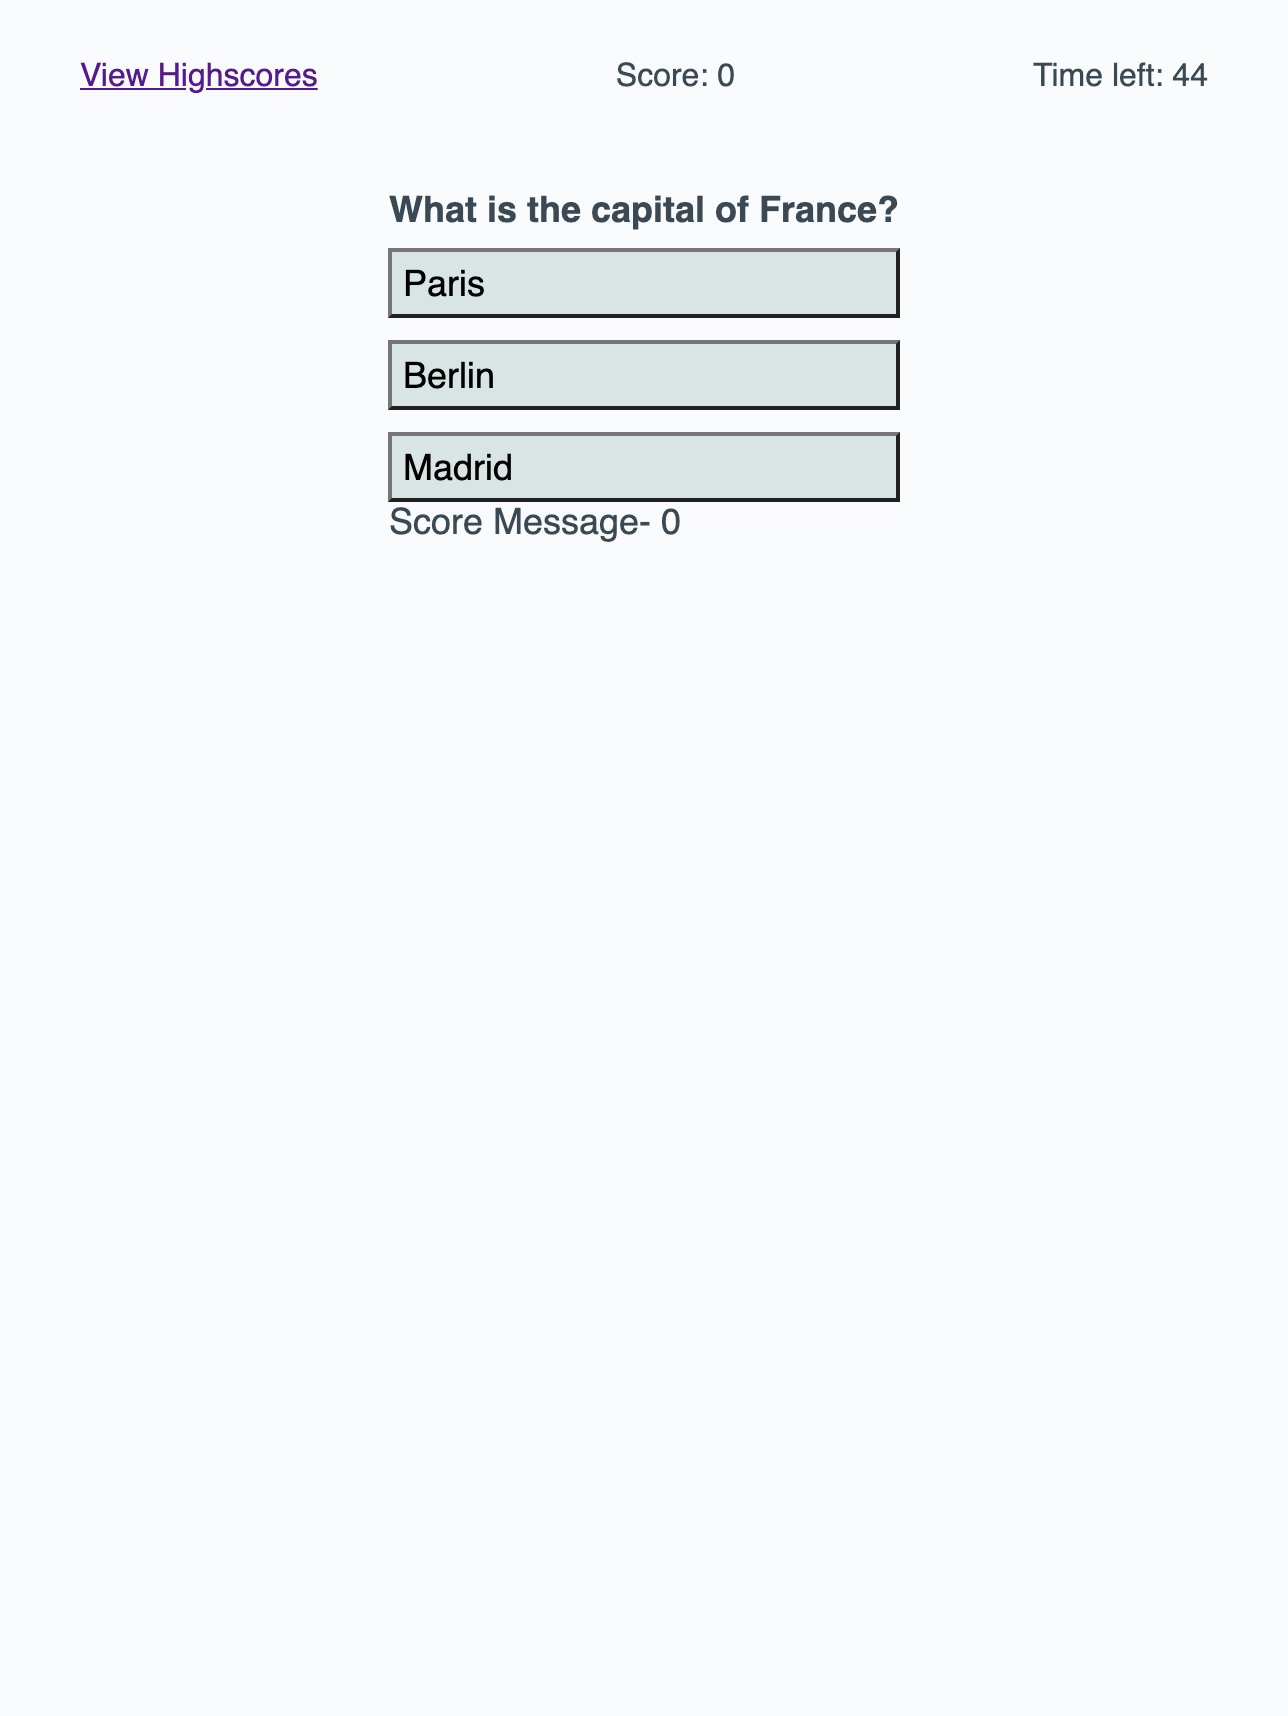 View Highscores
Score: 0
Time left: 44
What is the capital of France?
Paris
Berlin
Madrid
Score Message- 0